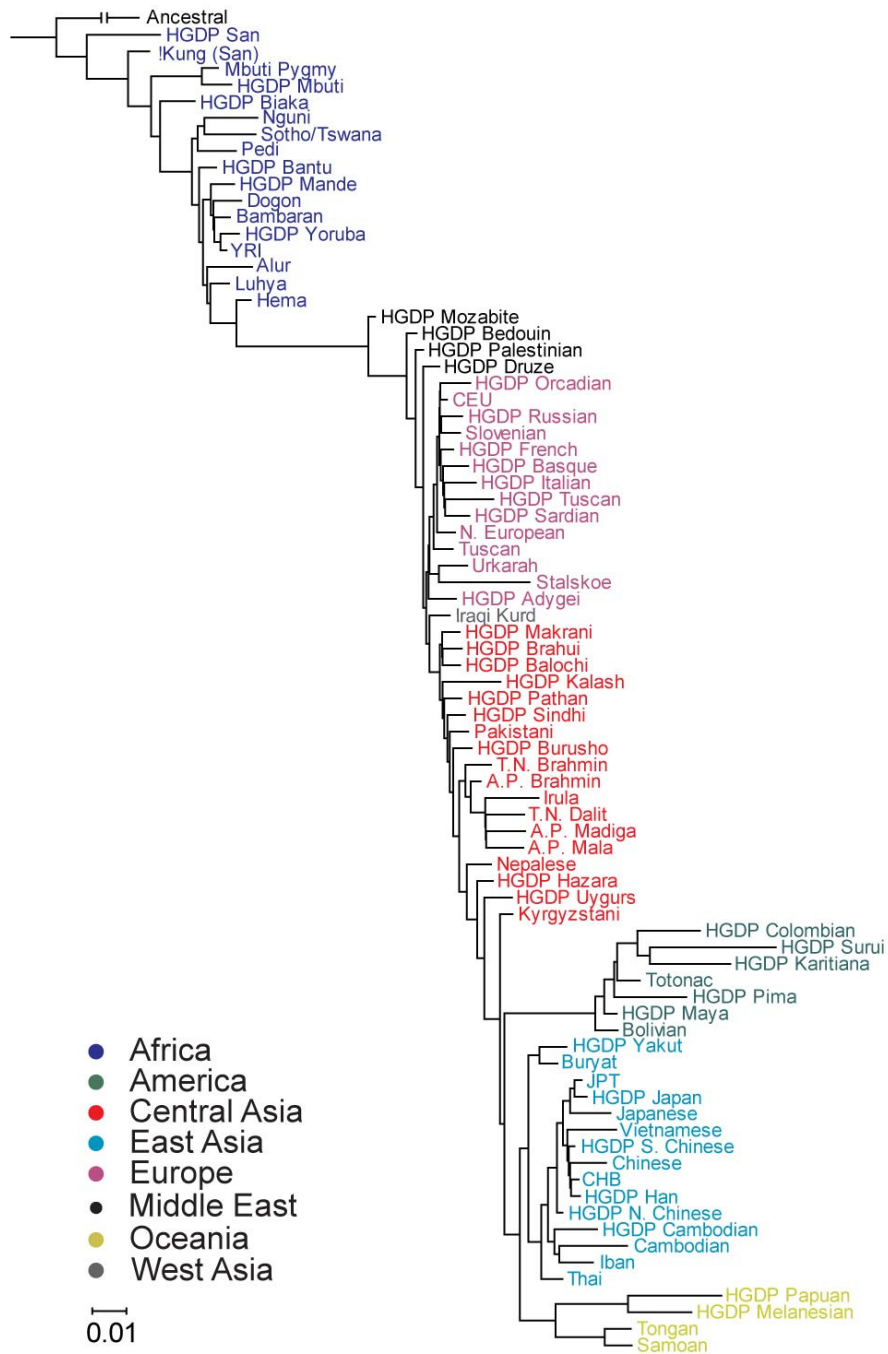 Ancestral
HGDP San
!Kung (San)
Mbuti Pygmy
HGDP Mbuti
HGDP Biaka
Nguni
Sotho/Tswana
Pedi
HGDP Bantu
HGDP Mande
Dogon
Bambaran
HGDP Yoruba
YRI
Alur
Luhya
Hema
HGDP Mozabite
HGDP Bedouin
HGDP Palestinian
HGDP Druze
HGDP Orcadian
CEU
HGDP Russian
Slovenian
HGDP French
HGDP Basque
HGDP Italian
HGDP Tuscan
HGDP Sardian
N. European
Tuscan
Urkarah
Stalskoe
HGDP Adygei
Iraqi Kurd
HGDP Makrani
HGDP Brahui
HGDP Balochi
HGDP Kalash
HGDP Pathan
HGDP Sindhi
Pakistani
HGDP Burusho
T.N. Brahmin
A.P. Brahmin
Irula
T.N. Dalit
A.P. Madiga
A.P. Mala
Nepalese
HGDP Hazara
HGDP Uygurs
Kyrgyzstani
HGDP Colombian
HGDP Surui
HGDP Karitiana
Totonac
HGDP Pima
HGDP Maya
Bolivian
HGDP Yakut
Buryat
JPT
HGDP Japan
Japanese
Vietnamese
HGDP S. Chinese
Chinese
CHB
HGDP Han
HGDP N. Chinese
HGDP Cambodian
Cambodian
Iban
Thai
HGDP Papuan
HGDP Melanesian
Tongan
Samoan
Africa
America
Central Asia
East Asia
Europe
Middle East
Oceania
West Asia
0.01